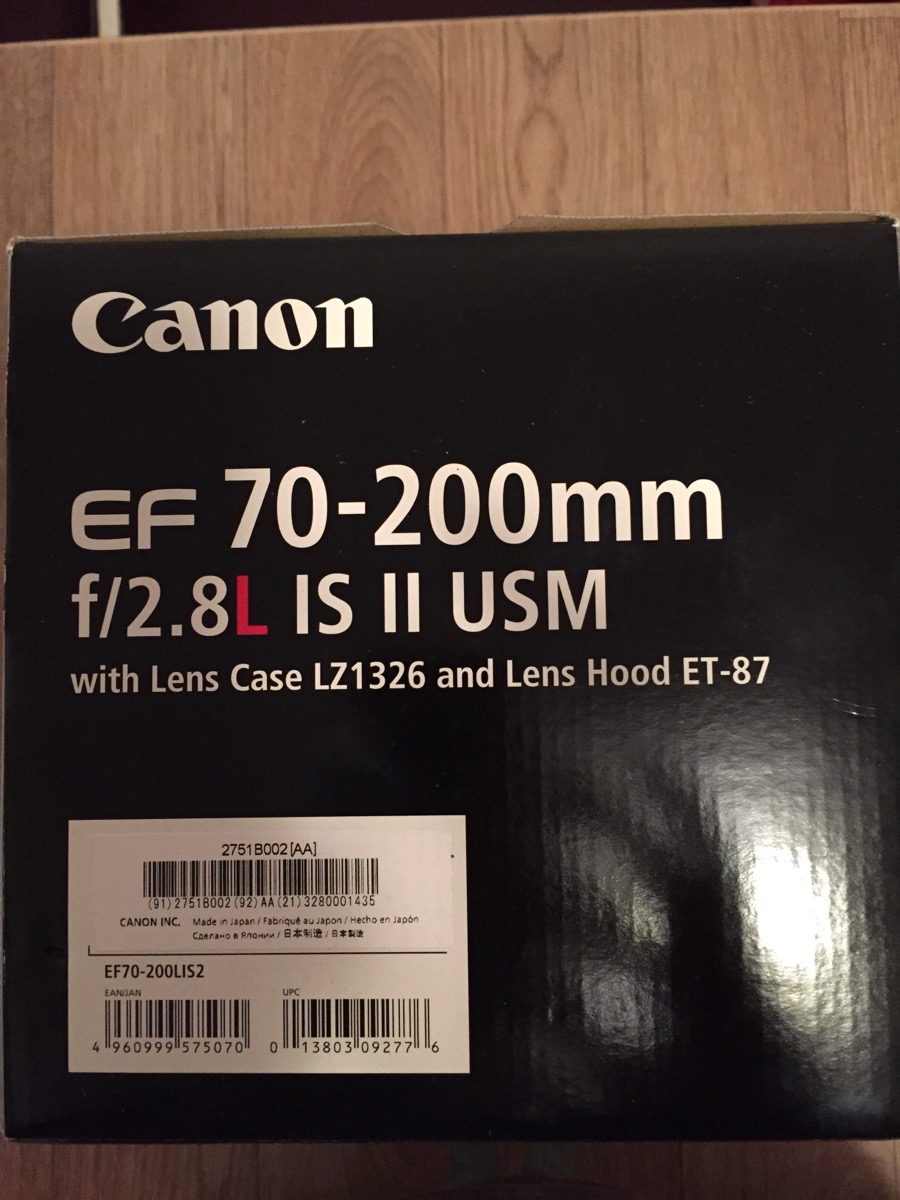 Canon
EF 70-200mm
f/2.8L IS II USM
with Lens Case LZ1326 and Lens Hood ET-87
2751B002[AA]
(91)2751B002(92)AA(21)3280001435
CANON INC. Made in Japan / Fabriqué au Japon / Hecho en Japón
Сделано в Японии / 日本制造 / 日本製造
EF70-200LIS2
EAN/JAN UPC
4 960999 575070 0 13803 09277 6